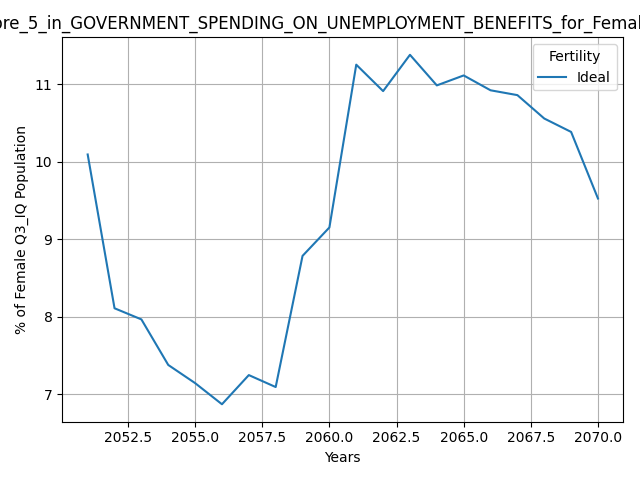 ore_5_in_GOVERNMENT_SPENDING_ON_UNEMPLOYMENT_BENEFITS_for_Femal
Fertility
Ideal
% of Female Q3_IQ Population
11
10
9
8
7
2052.5 2055.0 2057.5 2060.0 2062.5 2065.0 2067.5 2070.0
Years